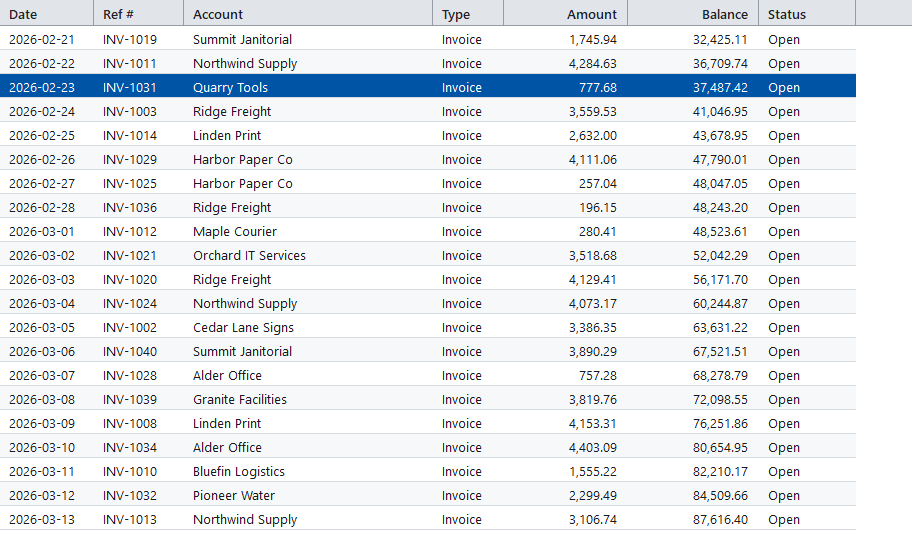 Date Ref # Account Type Amount Balance Status
2026-02-21 INV-1019 Summit Janitorial Invoice 1,745.94 32,425.11 Open
2026-02-22 INV-1011 Northwind Supply Invoice 4,284.63 36,709.74 Open
2026-02-23 INV-1031 Quarry Tools Invoice 777.68 37,487.42 Open
2026-02-24 INV-1003 Ridge Freight Invoice 3,559.53 41,046.95 Open
2026-02-25 INV-1014 Linden Print Invoice 2,632.00 43,678.95 Open
2026-02-26 INV-1029 Harbor Paper Co Invoice 4,111.06 47,790.01 Open
2026-02-27 INV-1025 Harbor Paper Co Invoice 257.04 48,047.05 Open
2026-02-28 INV-1036 Ridge Freight Invoice 196.15 48,243.20 Open
2026-03-01 INV-1012 Maple Courier Invoice 280.41 48,523.61 Open
2026-03-02 INV-1021 Orchard IT Services Invoice 3,518.68 52,042.29 Open
2026-03-03 INV-1020 Ridge Freight Invoice 4,129.41 56,171.70 Open
2026-03-04 INV-1024 Northwind Supply Invoice 4,073.17 60,244.87 Open
2026-03-05 INV-1002 Cedar Lane Signs Invoice 3,386.35 63,631.22 Open
2026-03-06 INV-1040 Summit Janitorial Invoice 3,890.29 67,521.51 Open
2026-03-07 INV-1028 Alder Office Invoice 757.28 68,278.79 Open
2026-03-08 INV-1039 Granite Facilities Invoice 3,819.76 72,098.55 Open
2026-03-09 INV-1008 Linden Print Invoice 4,153.31 76,251.86 Open
2026-03-10 INV-1034 Alder Office Invoice 4,403.09 80,654.95 Open
2026-03-11 INV-1010 Bluefin Logistics Invoice 1,555.22 82,210.17 Open
2026-03-12 INV-1032 Pioneer Water Invoice 2,299.49 84,509.66 Open
2026-03-13 INV-1013 Northwind Supply Invoice 3,106.74 87,616.40 Open